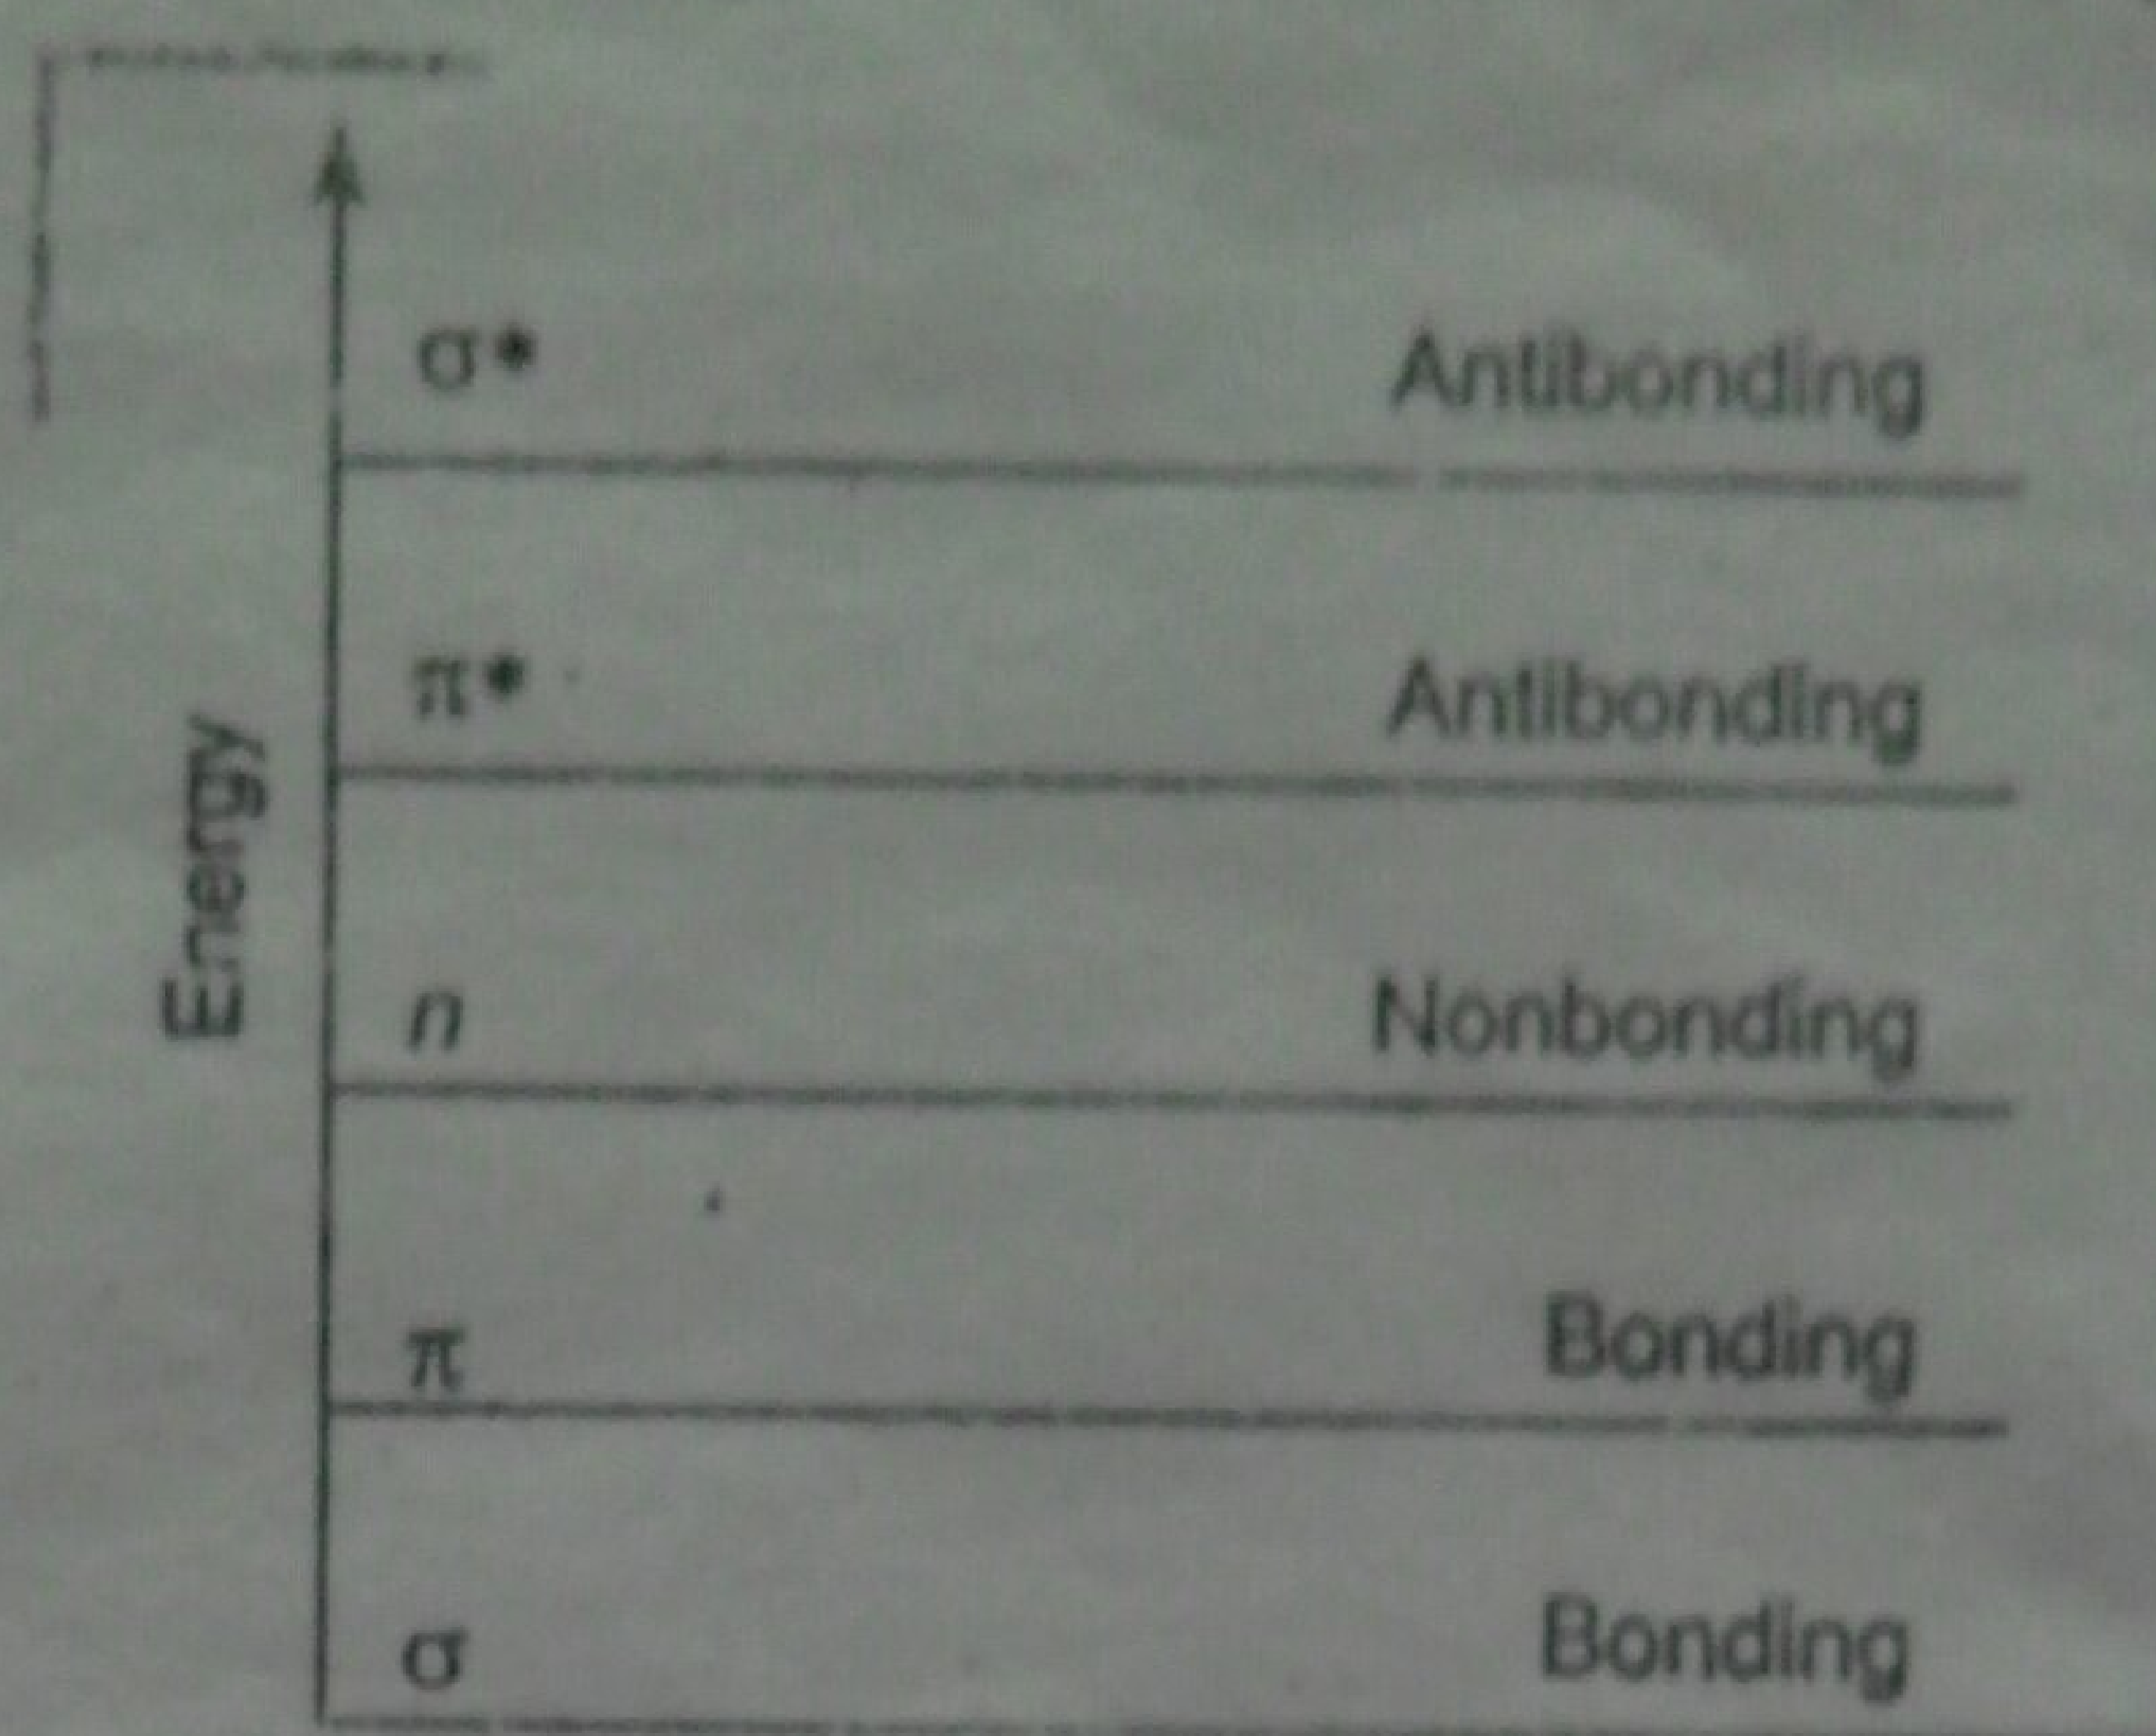 σ* Antibonding
π* Antibonding
Energy
n Nonbonding
π Bonding
σ Bonding